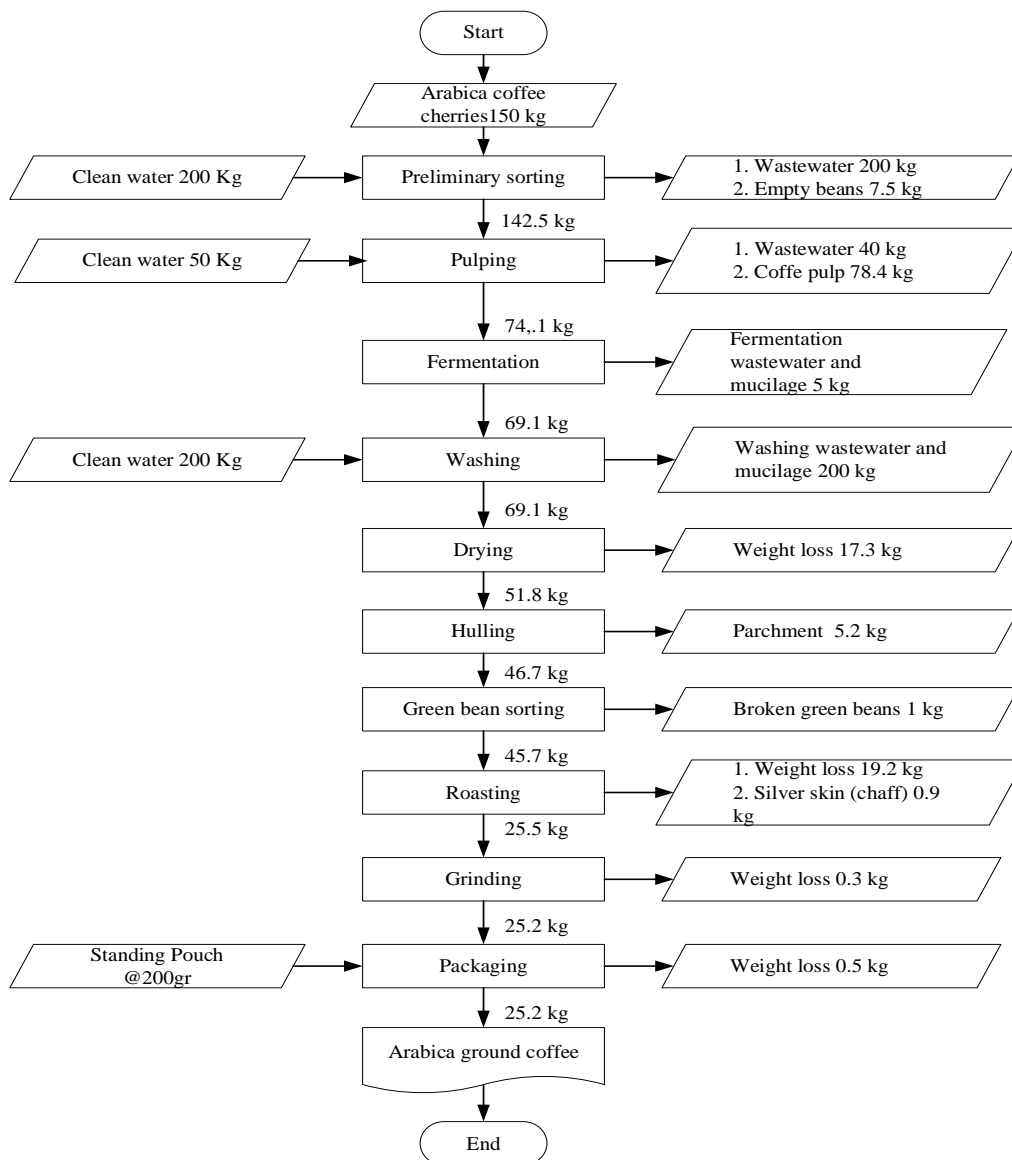 Start
Arabica coffee
cherries150 kg
Clean water 200 Kg
Preliminary sorting
1. Wastewater 200 kg
2. Empty beans 7.5 kg
142.5 kg
Clean water 50 Kg
Pulping
1. Wastewater 40 kg
2. Coffe pulp 78.4 kg
74,.1 kg
Fermentation
Fermentation
wastewater and
mucilage 5 kg
69.1 kg
Clean water 200 Kg
Washing
Washing wastewater and
mucilage 200 kg
69.1 kg
Drying
Weight loss 17.3 kg
51.8 kg
Hulling
Parchment 5.2 kg
46.7 kg
Green bean sorting
Broken green beans 1 kg
45.7 kg
Roasting
1. Weight loss 19.2 kg
2. Silver skin (chaff) 0.9
kg
25.5 kg
Grinding
Weight loss 0.3 kg
25.2 kg
Standing Pouch
@200gr
Packaging
Weight loss 0.5 kg
25.2 kg
Arabica ground coffee
End